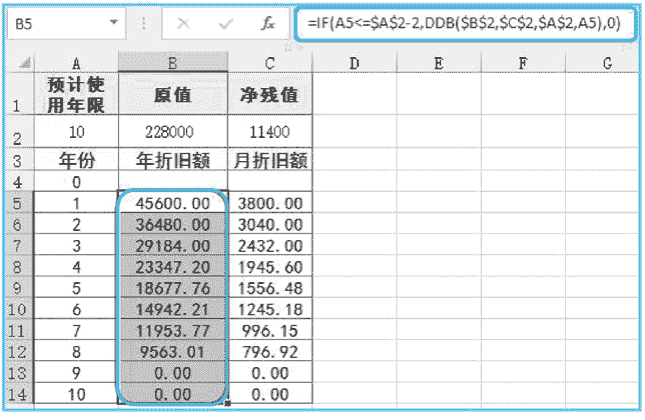 B5 fx =IF(A5<=$A$2-2,DDB($B$2,$C$2,$A$2,A5),0)
A B C D E F G
1 预计使用年限 原值 净残值
2 10 228000 11400
3 年份 年折旧额 月折旧额
4 0
5 1 45600.00 3800.00
6 2 36480.00 3040.00
7 3 29184.00 2432.00
8 4 23347.20 1945.60
9 5 18677.76 1556.48
10 6 14942.21 1245.18
11 7 11953.77 996.15
12 8 9563.01 796.92
13 9 0.00 0.00
14 10 0.00 0.00